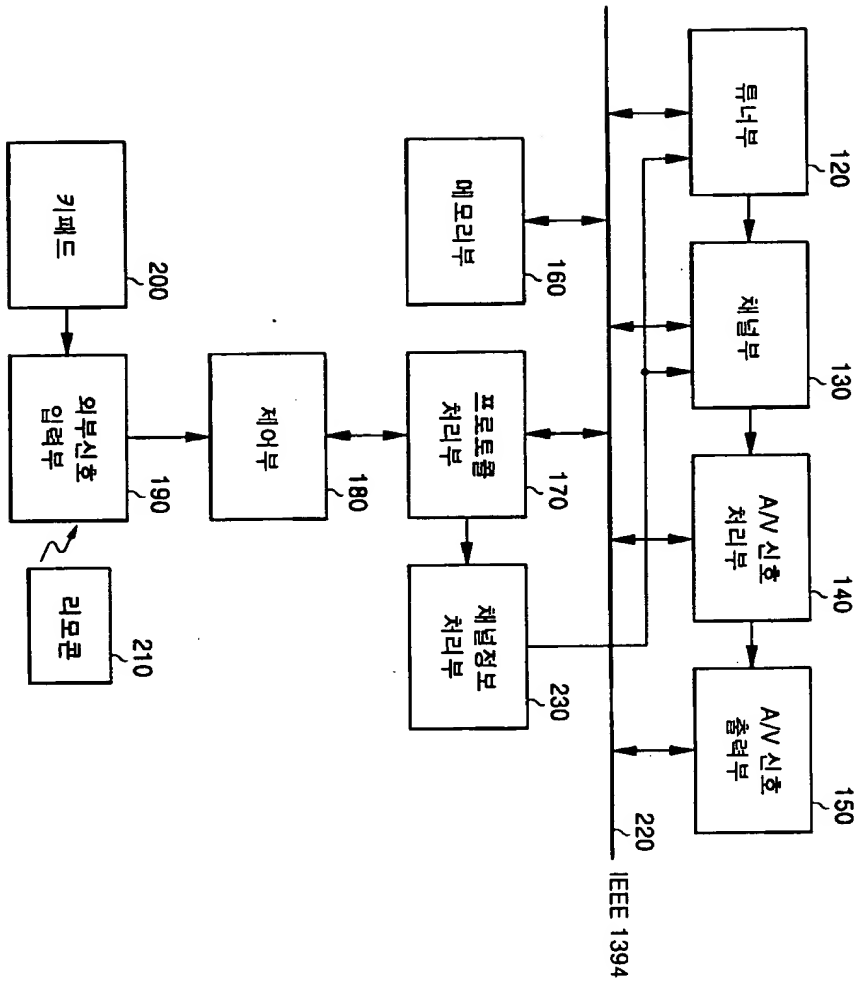 120
튜너부
130
채널부
140
A/V 신호
처리부
150
A/V 신호
출력부
220
IEEE 1394
160
메모리부
170
프로토콜
처리부
230
채널정보
처리부
180
제어부
200
키패드
190
외부신호
입력부
210
리모콘